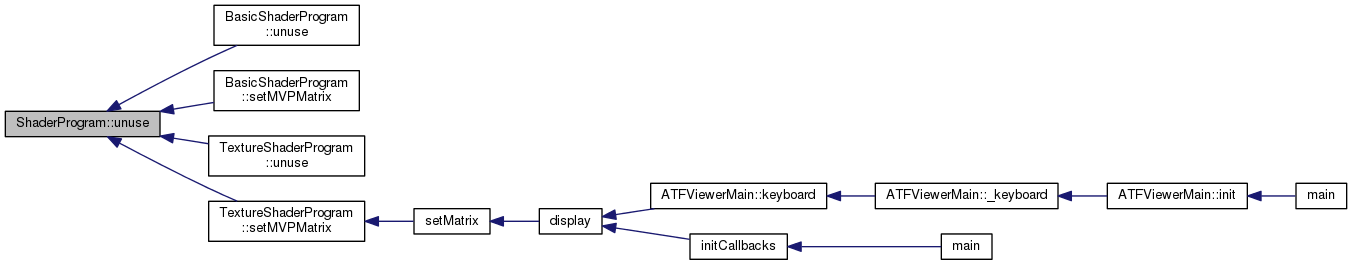 BasicShaderProgram
::unuse
BasicShaderProgram
::setMVPMatrix
ShaderProgram::unuse
TextureShaderProgram
::unuse
TextureShaderProgram
::setMVPMatrix
setMatrix
display
ATFViewerMain::keyboard
ATFViewerMain::_keyboard
ATFViewerMain::init
main
initCallbacks
main